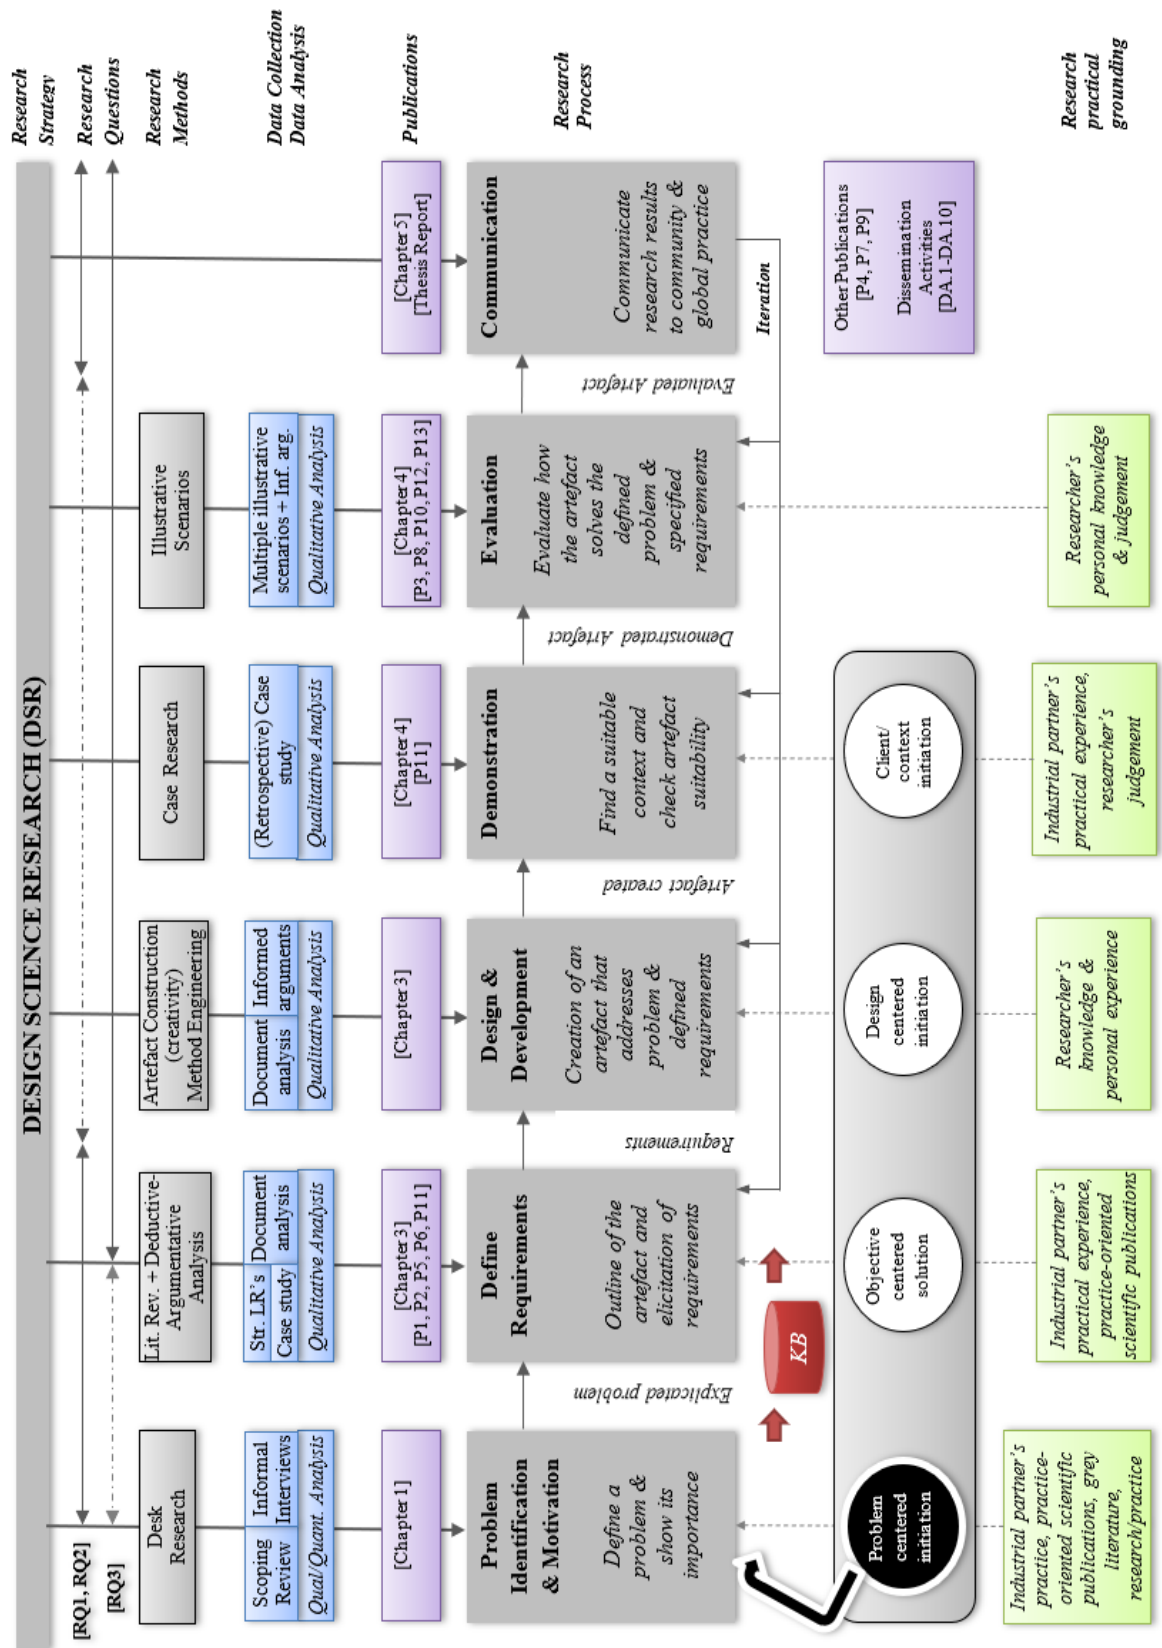 DESIGN SCIENCE RESEARCH (DSR)
Research
Strategy
[RQ1, RQ2]
[RQ3]
Research
Questions
Desk
Research
Lit. Rev. + Deductive-
Argumentative
Analysis
Artefact Construction
(creativity)
Method Engineering
Case Research
Illustrative
Scenarios
Research
Methods
Scoping
Review
Informal
Interviews
Qual/Quant. Analysis
Str. LR's
Case study
Document
analysis
Qualitative Analysis
Document
analysis
Informed
arguments
Qualitative Analysis
(Retrospective) Case
study
Qualitative Analysis
Multiple illustrative
scenarios + Inf. arg.
Qualitative Analysis
Data Collection
Data Analysis
[Chapter 1]
[Chapter 3]
[P1, P2, P5, P6, P11]
[Chapter 3]
[Chapter 4]
[P11]
[Chapter 4]
[P3, P8, P10, P12, P13]
[Chapter 5]
[Thesis Report]
Publications
Problem
Identification
& Motivation
Define a
problem &
show its
importance
Explicated problem
Define
Requirements
Outline of the
artefact and
elicitation of
requirements
Requirements
Design &
Development
Creation of an
artefact that
addresses
problem &
defined
requirements
Artefact created
Demonstration
Find a suitable
context and
check artefact
suitability
Demonstrated Artefact
Evaluation
Evaluate how
the artefact
solves the
defined
problem &
specified
requirements
Evaluated Artefact
Communication
Communicate
research results
to community &
global practice
Research
Process
Iteration
KB
Problem
centered
initiation
Objective
centered
solution
Design
centered
initiation
Client/
context
initiation
Other Publications
[P4, P7, P9]
Dissemination
Activities
[DA.1-DA.10]
Industrial partner's
practice, practice-
oriented scientific
publications, grey
literature,
research/practice
Industrial partner's
practical experience,
practice-oriented
scientific publications
Researcher's
knowledge &
personal experience
Industrial partner's
practical experience,
researcher's
judgement
Researcher's
personal knowledge
& judgement
Research
practical
grounding